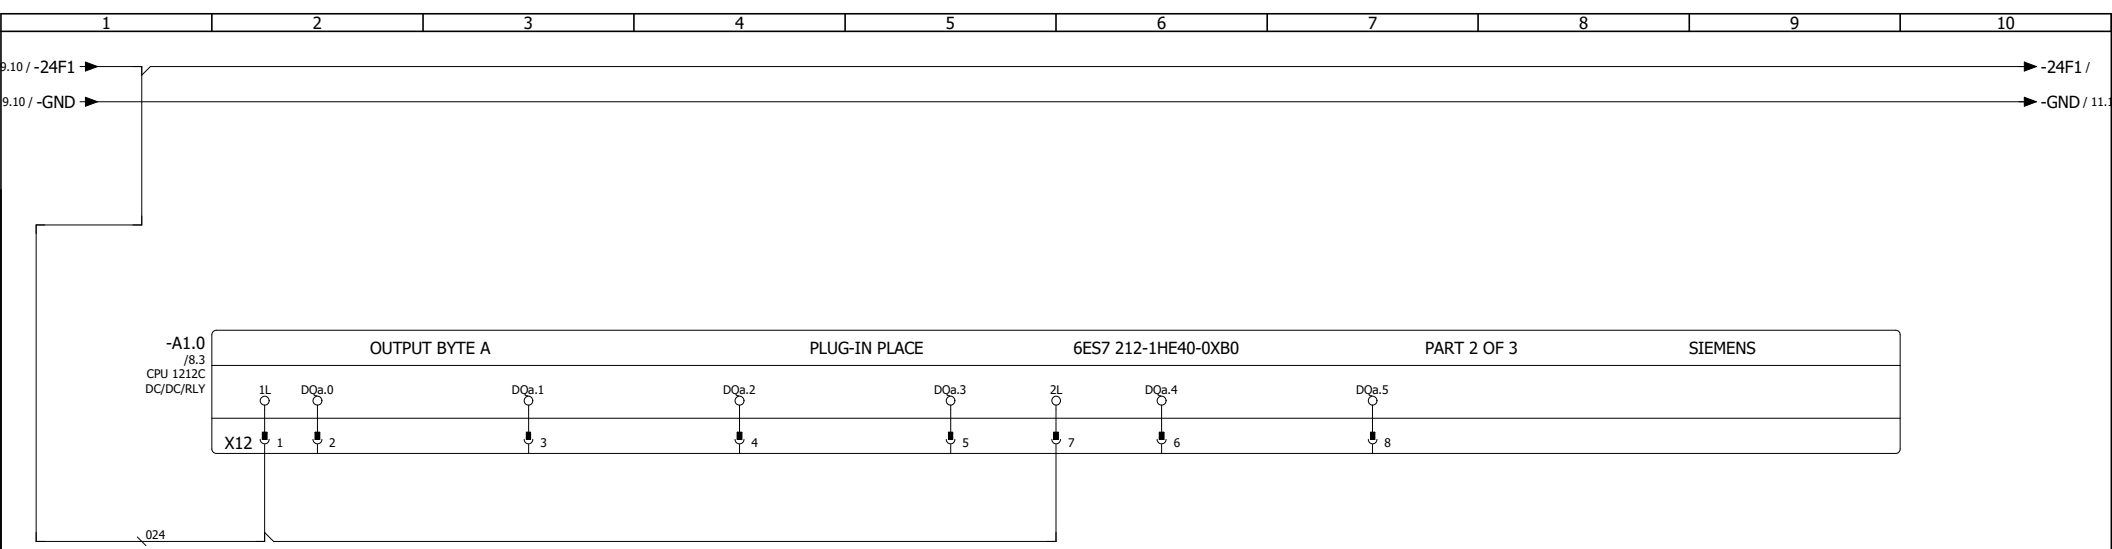 1 2 3 4 5 6 7 8 9 10
9.10 / -24F1 -24F1 /
9.10 / -GND -GND / 11.1
-A1.0 OUTPUT BYTE A PLUG-IN PLACE 6ES7 212-1HE40-0XB0 PART 2 OF 3 SIEMENS
/8.3
CPU 1212C
DC/DC/RLY 1L DQa.0 DQa.1 DQa.2 DQa.3 2L DQa.4 DQa.5
X12 1 2 3 4 5 7 6 8
024